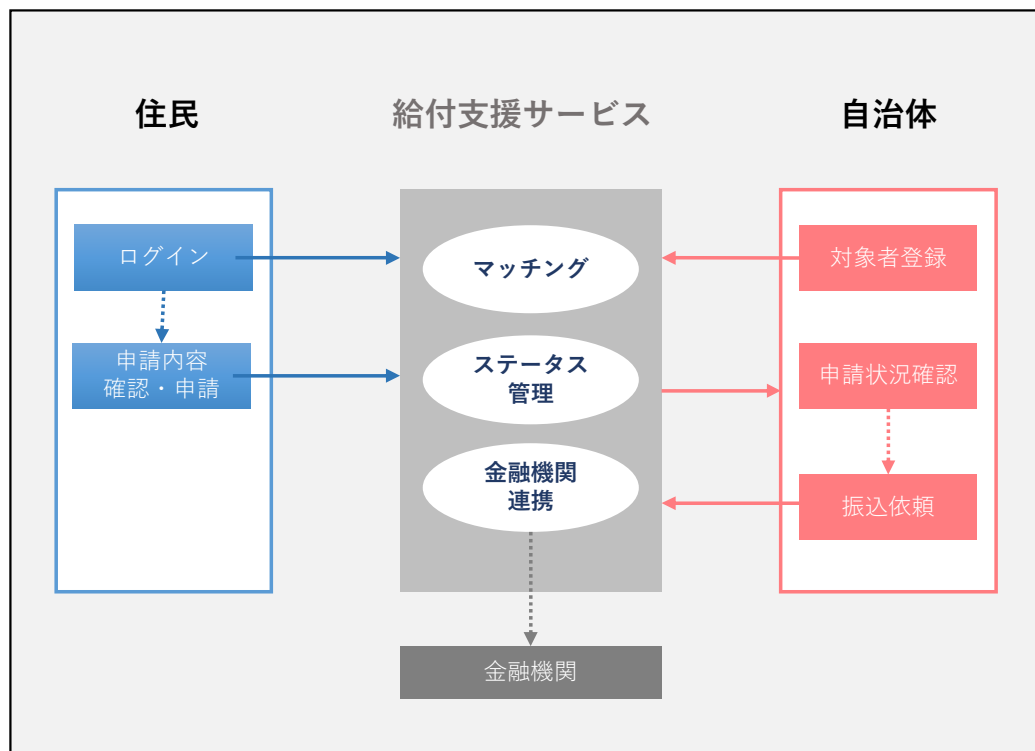 住民
給付支援サービス
自治体
ログイン
申請内容
確認・申請
マッチング
ステータス
管理
金融機関
連携
対象者登録
申請状況確認
振込依頼
金融機関